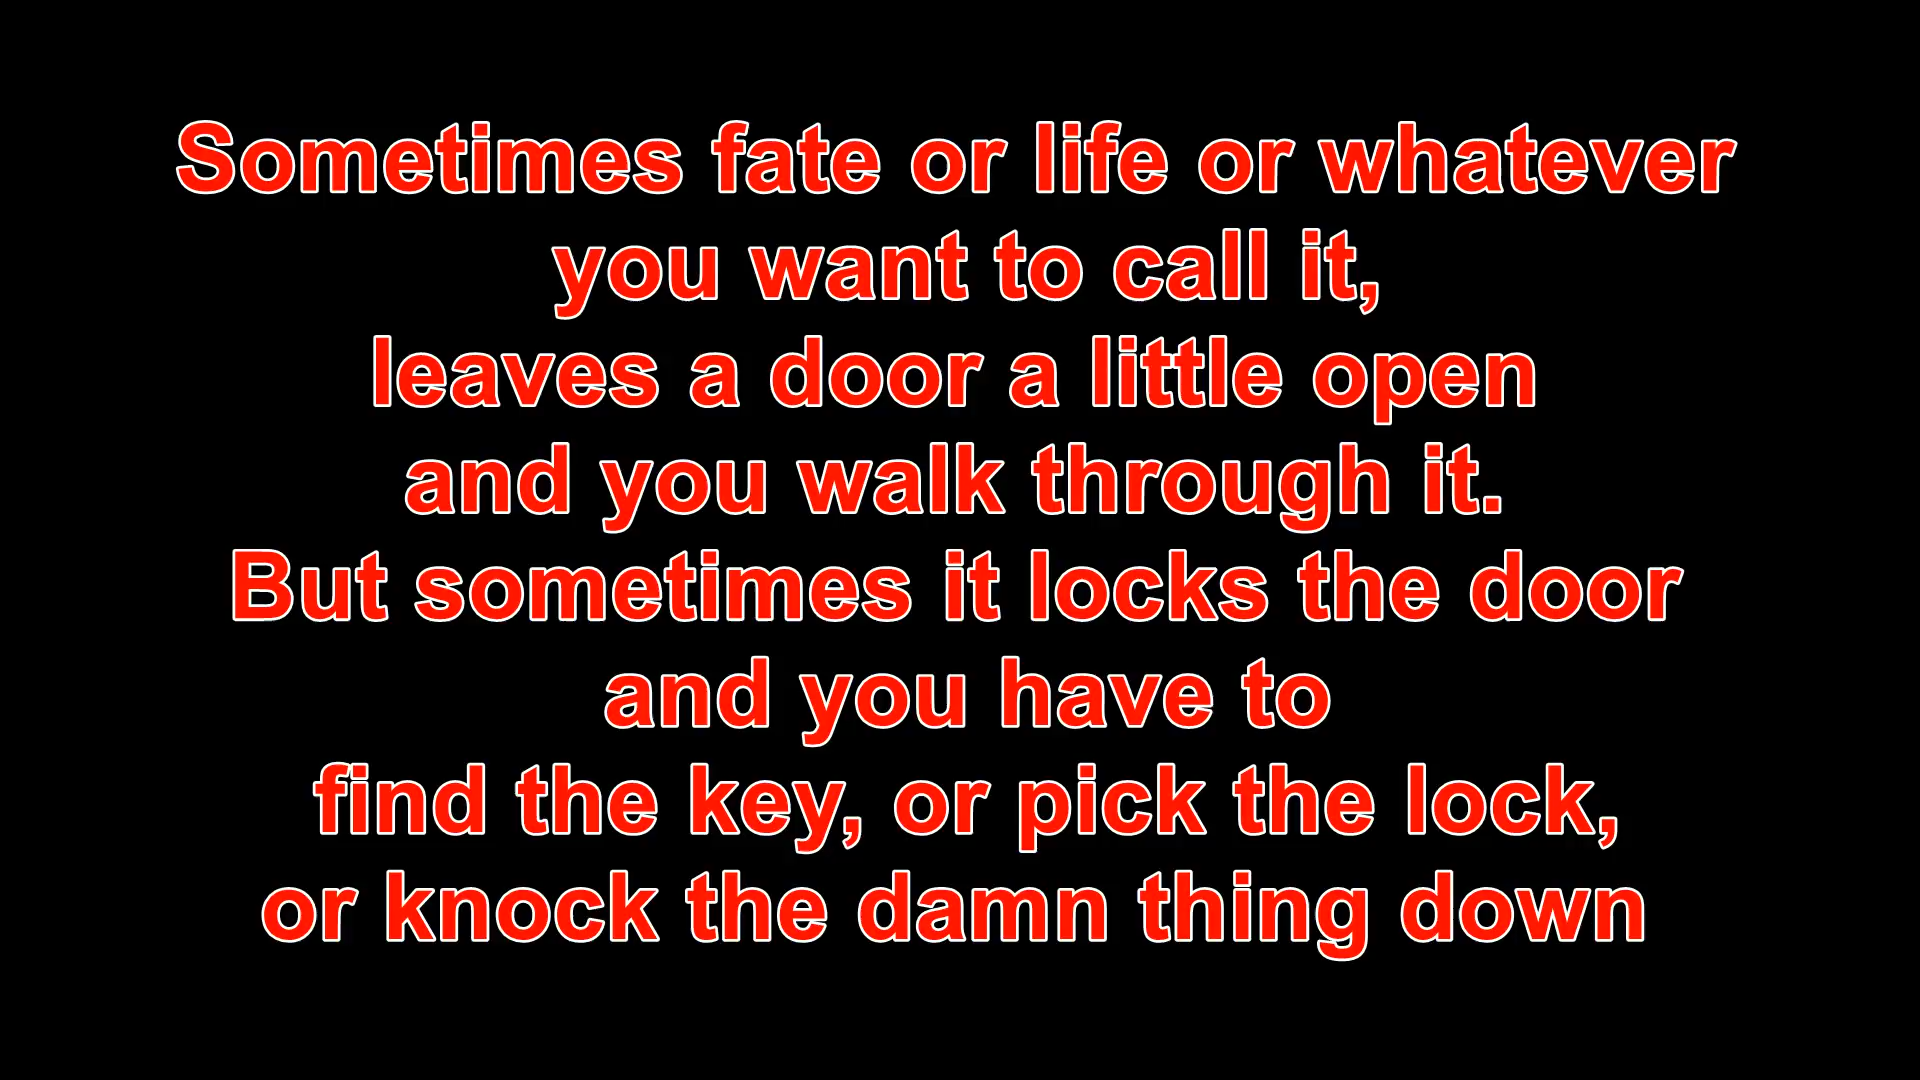 Sometimes fate or life or whatever
you want to call it,
leaves a door a little open
and you walk through it.
But sometimes it locks the door
and you have to
find the key, or pick the lock,
or knock the damn thing down